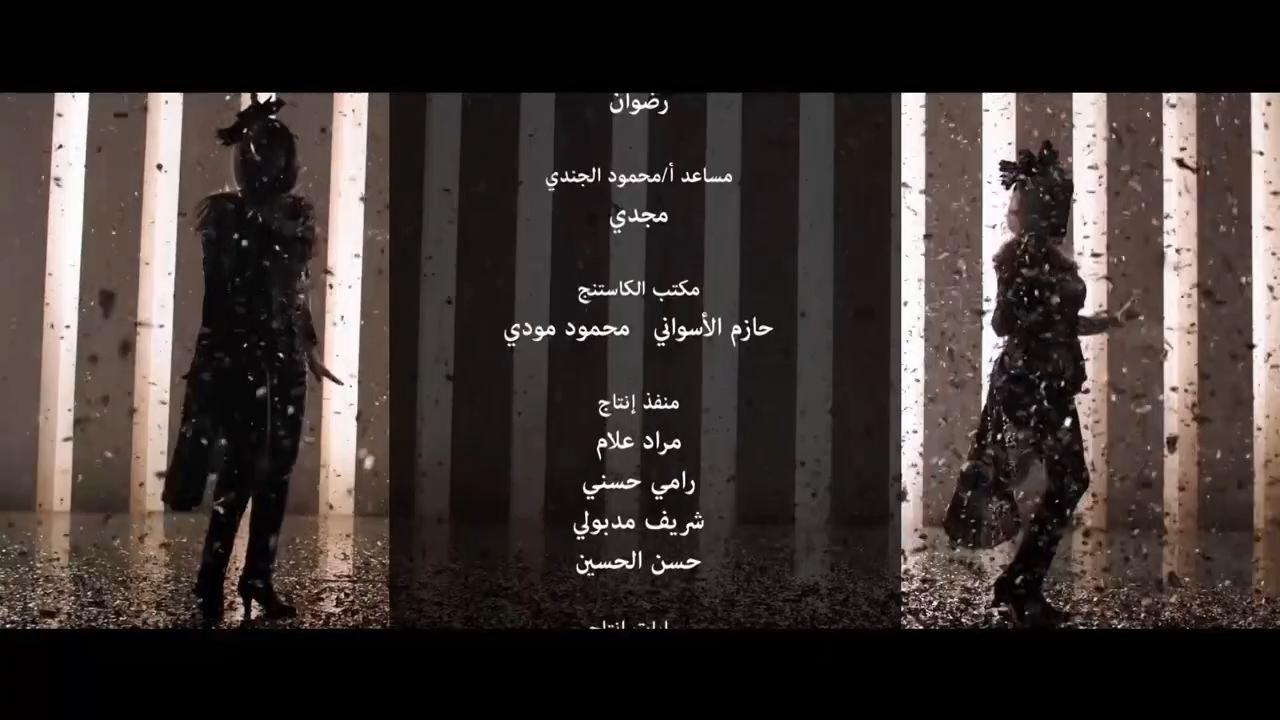 رضوان
مساعد أ/محمود الجندي
مجدي
مكتب الكاستنج
حازم الأسواني محمود مودي
منفذ إنتاج
مراد علام
رامي حسني
شريف مدبولي
حسن الحسين